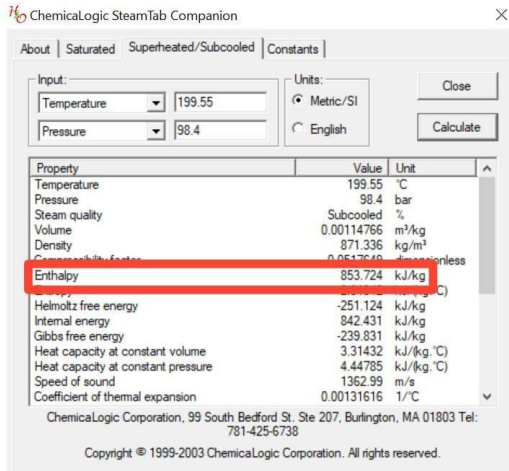 ChemicaLogic SteamTab Companion
About Saturated Superheated/Subcooled Constants
Input: Units:
Temperature 199.55 Metric/SI Close
Pressure 98.4 English Calculate
Property Value Unit
Temperature 199.55 °C
Pressure 98.4 bar
Steam quality Subcooled %
Volume 0.00114766 m³/kg
Density 871.336 kg/m³
Enthalpy 853.724 kJ/kg
Helmoltz free energy -251.124 kJ/kg
Internal energy 842.431 kJ/kg
Gibbs free energy -239.831 kJ/kg
Heat capacity at constant volume 3.31432 kJ/(kg.°C)
Heat capacity at constant pressure 4.44785 kJ/(kg.°C)
Speed of sound 1362.99 m/s
Coefficient of thermal expansion 0.00131616 1/°C
ChemicaLogic Corporation, 99 South Bedford St. Ste 207, Burlington, MA 01803 Tel:
781-425-6738
Copyright © 1999-2003 ChemicaLogic Corporation. All rights reserved.